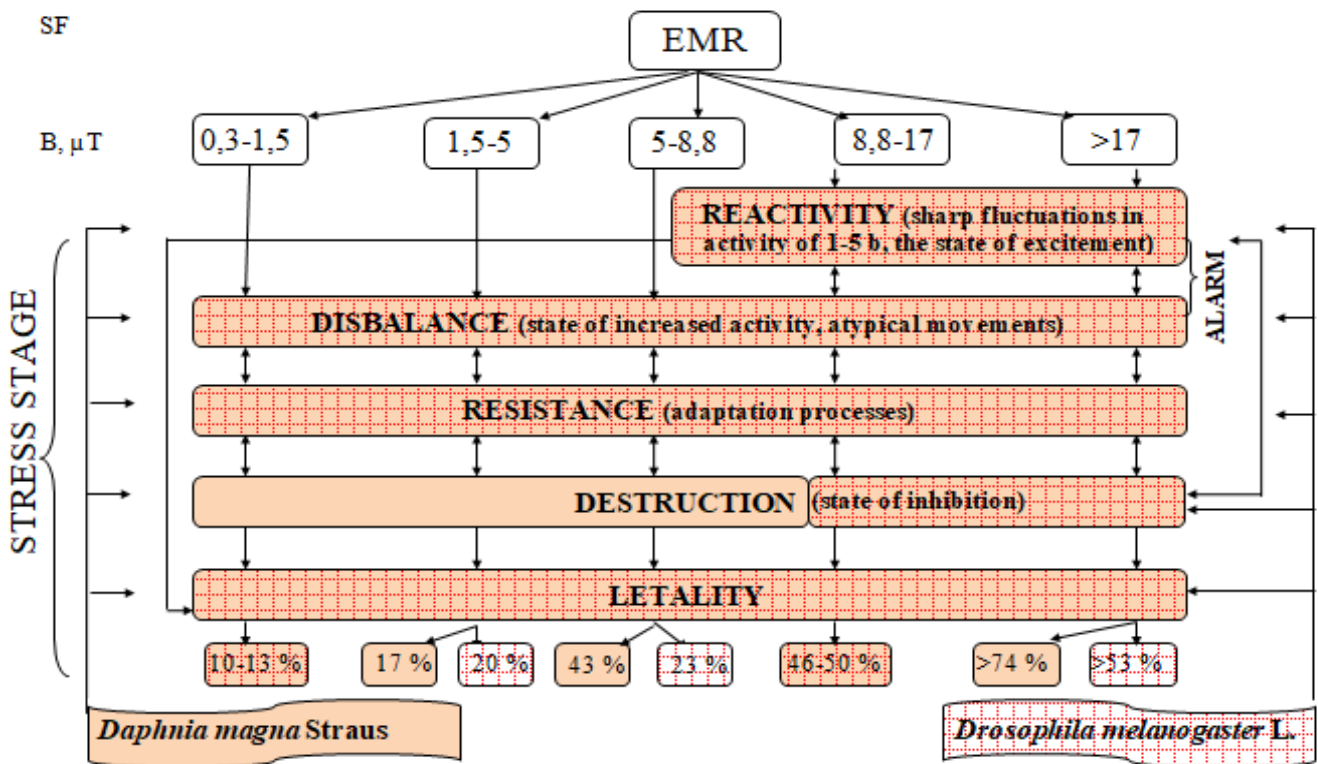 SF
EMR
B, µT
0,3-1,5
1,5-5
5-8,8
8,8-17
>17
REACTIVITY (sharp fluctuations in
activity of 1-5 b, the state of excitement)
ALARM
STRESS STAGE
DISBALANCE (state of increased activity, atypical movements)
RESISTANCE (adaptation processes)
DESTRUCTION (state of inhibition)
LETALITY
10-13 %
17 %
20 %
43 %
23 %
46-50 %
>74 %
>53 %
Daphnia magna Straus
Drosophila melanogaster L.